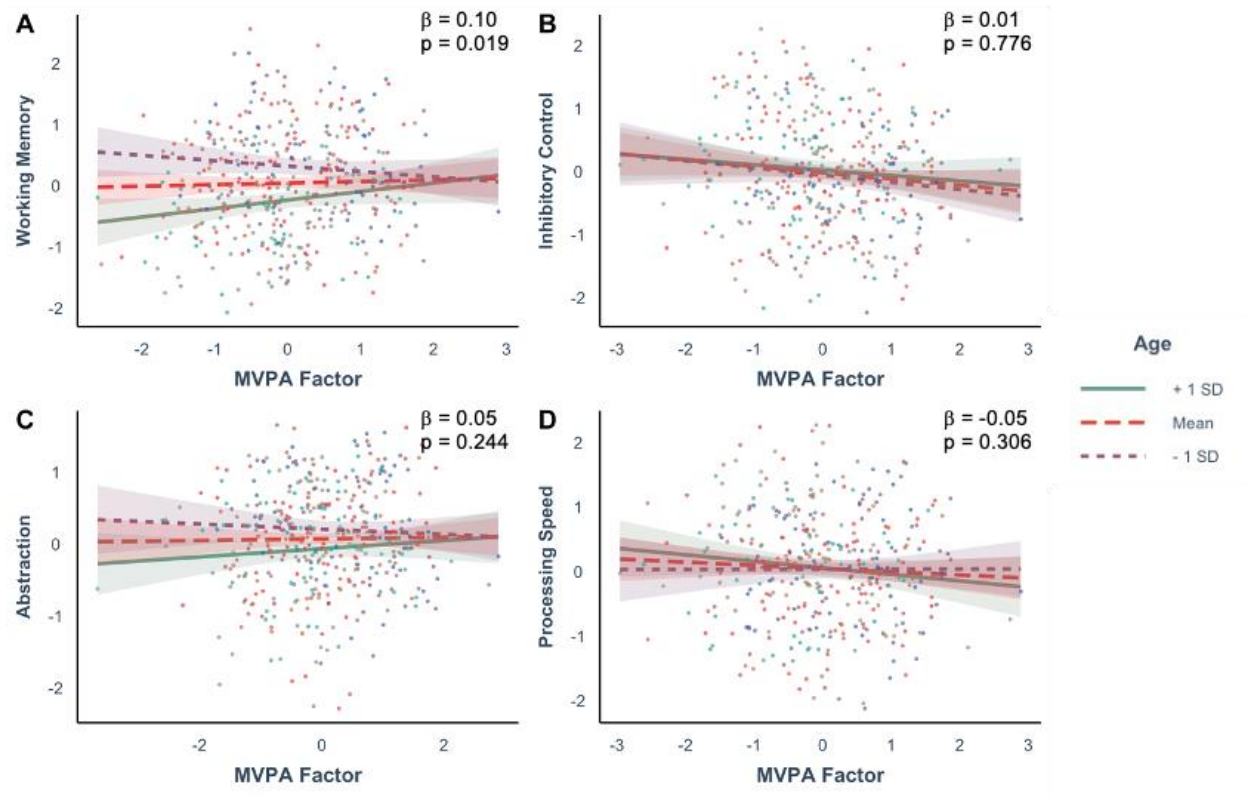 A
β = 0.10
p = 0.019
Working Memory
2
1
0
-1
-2
-2
-1
0
1
2
3
MVPA Factor
B
β = 0.01
p = 0.776
Inhibitory Control
2
1
0
-1
-2
-3
-2
-1
0
1
2
3
MVPA Factor
C
β = 0.05
p = 0.244
Abstraction
1
0
-1
-2
-2
0
2
MVPA Factor
D
β = -0.05
p = 0.306
Processing Speed
2
1
0
-1
-2
-3
-2
-1
0
1
2
3
MVPA Factor
Age
+ 1 SD
Mean
- 1 SD